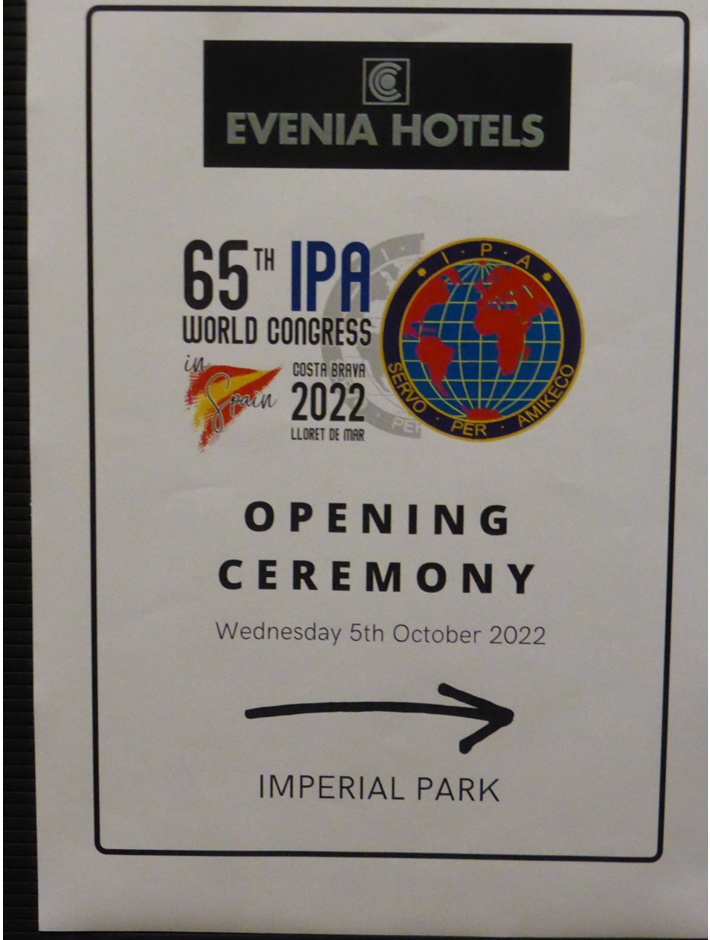 EVENIA HOTELS
65TH IPA
WORLD CONGRESS
in Spain
COSTA BRAVA
2022
LLORET DE MAR
· I · P · A ·
SERVO · PER · AMIKECO
PER
OPENING
CEREMONY
Wednesday 5th October 2022
IMPERIAL PARK